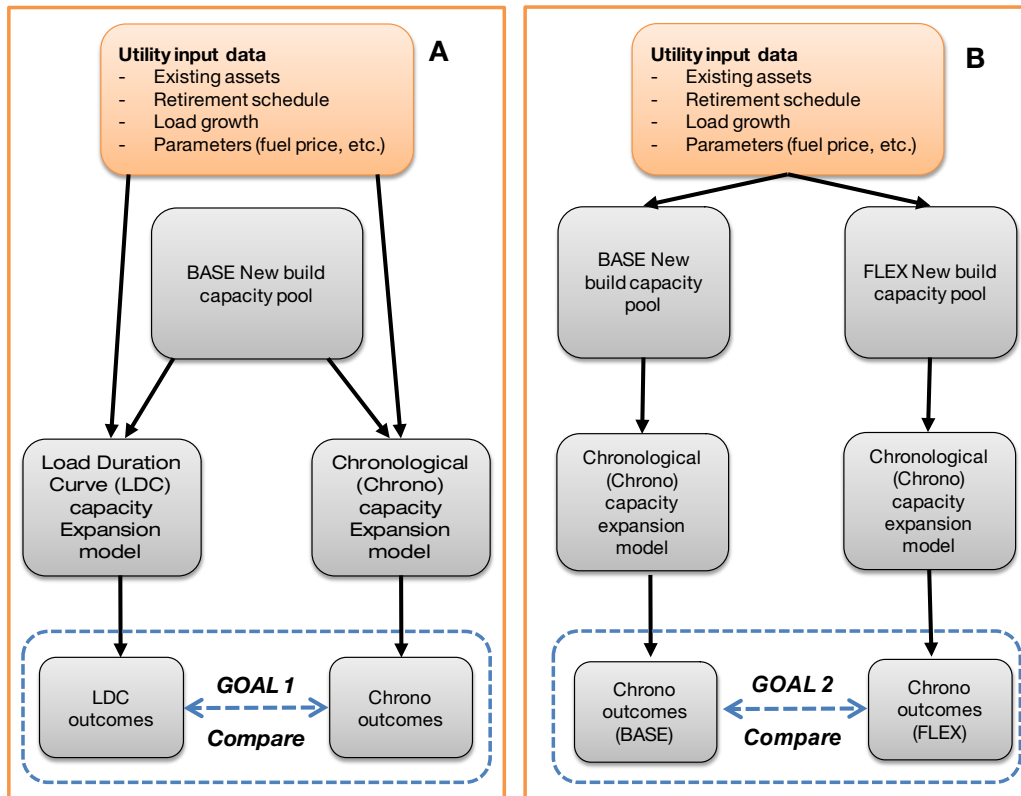 A
Utility input data
- Existing assets
- Retirement schedule
- Load growth
- Parameters (fuel price, etc.)
BASE New build
capacity pool
Load Duration
Curve (LDC)
capacity
Expansion
model
Chronological
(Chrono)
capacity
Expansion
model
LDC
outcomes
GOAL 1
Compare
Chrono
outcomes
B
Utility input data
- Existing assets
- Retirement schedule
- Load growth
- Parameters (fuel price, etc.)
BASE New
build capacity
pool
FLEX New build
capacity pool
Chronological
(Chrono)
capacity
expansion
model
Chronological
(Chrono)
capacity
expansion
model
Chrono
outcomes
(BASE)
GOAL 2
Compare
Chrono
outcomes
(FLEX)